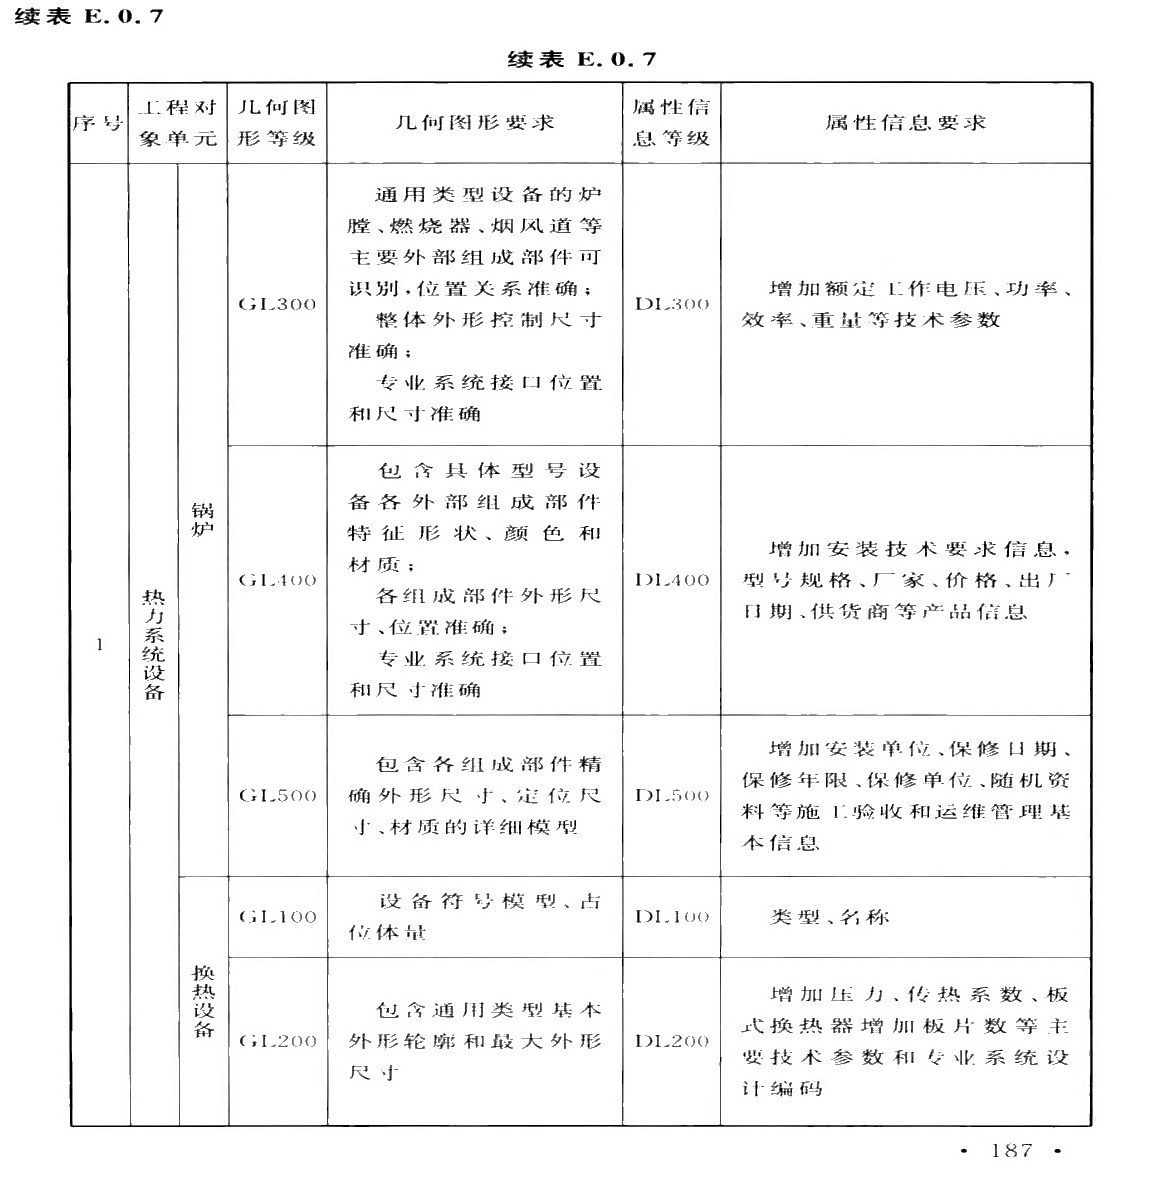 续表 E.0.7
续表 E.0.7
序号
工程对
象单元
几何图
形等级
几何图形要求
属性信
息等级
属性信息要求
1
热力系统设备
锅炉
GL300
通用类型设备的炉
膛、燃烧器、烟风道等
主要外部组成部件可
识别,位置关系准确;
整体外形控制尺寸
准确;
专业系统接口位置
和尺寸准确
DL300
增加额定工作电压、功率、
效率、重量等技术参数
GL400
包含具体型号设
备各外部组成部件
特征形状、颜色和
材质;
各组成部件外形尺
寸、位置准确;
专业系统接口位置
和尺寸准确
DL400
增加安装技术要求信息,
型号规格、厂家、价格、出厂
日期、供货商等产品信息
GL500
包含各组成部件精
确外形尺寸、定位尺
寸、材质的详细模型
DL500
增加安装单位、保修日期、
保修年限、保修单位、随机资
料等施工验收和运维管理基
本信息
换热设备
GL100
设备符号模型、占
位体量
DL100
类型、名称
GL200
包含通用类型基本
外形轮廓和最大外形
尺寸
DL200
增加压力、传热系数、板
式换热器增加板片数等主
要技术参数和专业系统设
计编码
· 187 ·